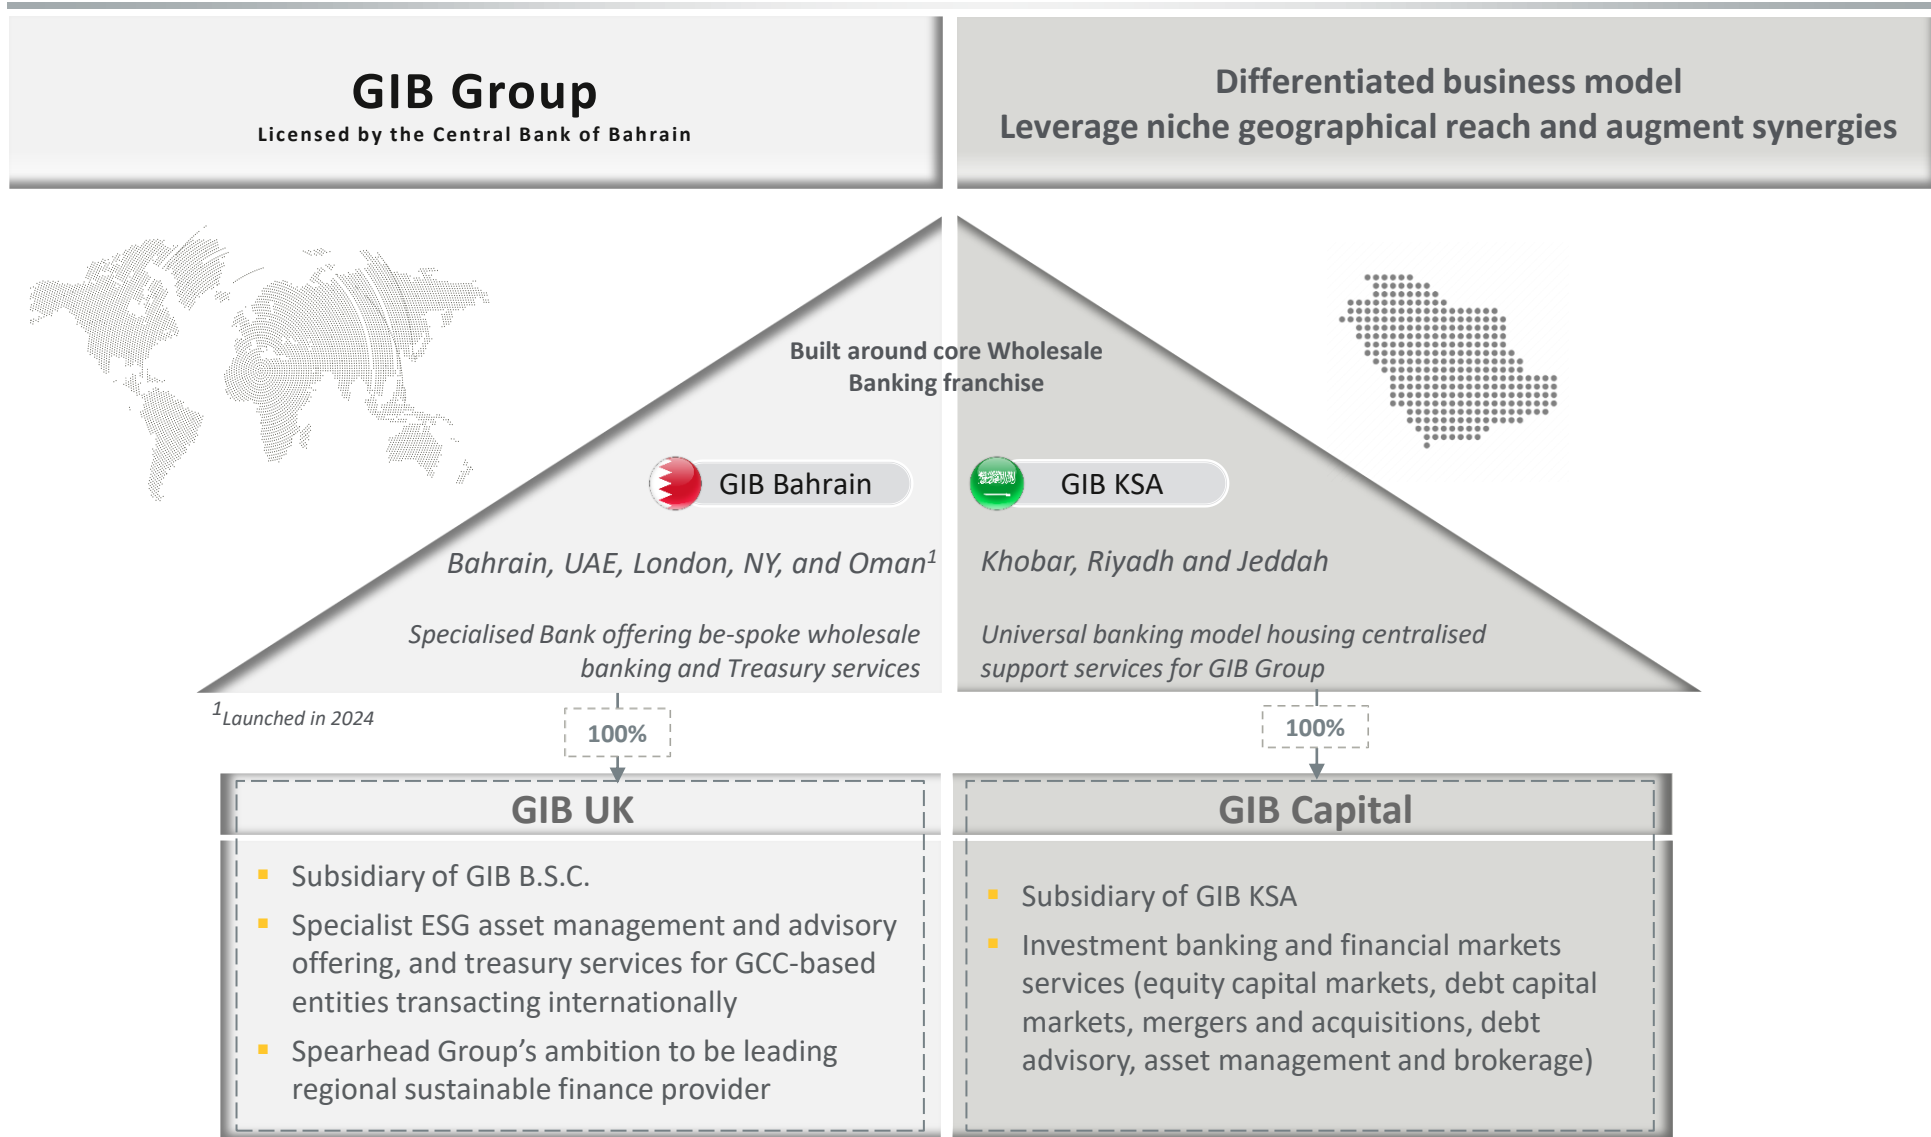 GIB Group
Licensed by the Central Bank of Bahrain
Differentiated business model
Leverage niche geographical reach and augment synergies
Built around core Wholesale
Banking franchise
GIB Bahrain
GIB KSA
Bahrain, UAE, London, NY, and Oman¹
Khobar, Riyadh and Jeddah
Specialised Bank offering be-spoke wholesale
banking and Treasury services
Universal banking model housing centralised
support services for GIB Group
¹Launched in 2024
100%
100%
GIB UK
▪ Subsidiary of GIB B.S.C.
▪ Specialist ESG asset management and advisory
offering, and treasury services for GCC-based
entities transacting internationally
▪ Spearhead Group’s ambition to be leading
regional sustainable finance provider
GIB Capital
▪ Subsidiary of GIB KSA
▪ Investment banking and financial markets
services (equity capital markets, debt capital
markets, mergers and acquisitions, debt
advisory, asset management and brokerage)